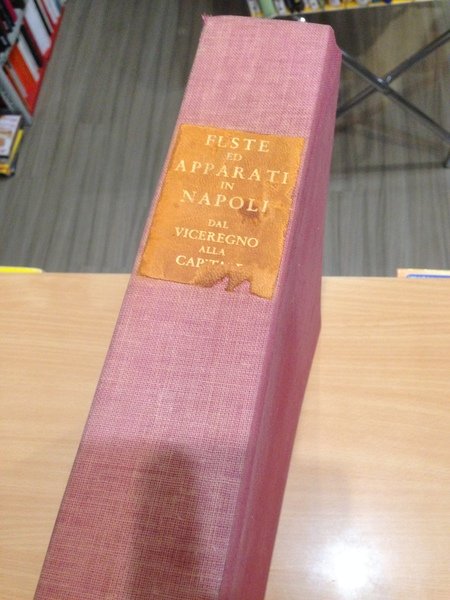 FESTE
ED
APPARATI
IN
NAPOLI
DAL
VICEREGNO
ALLA